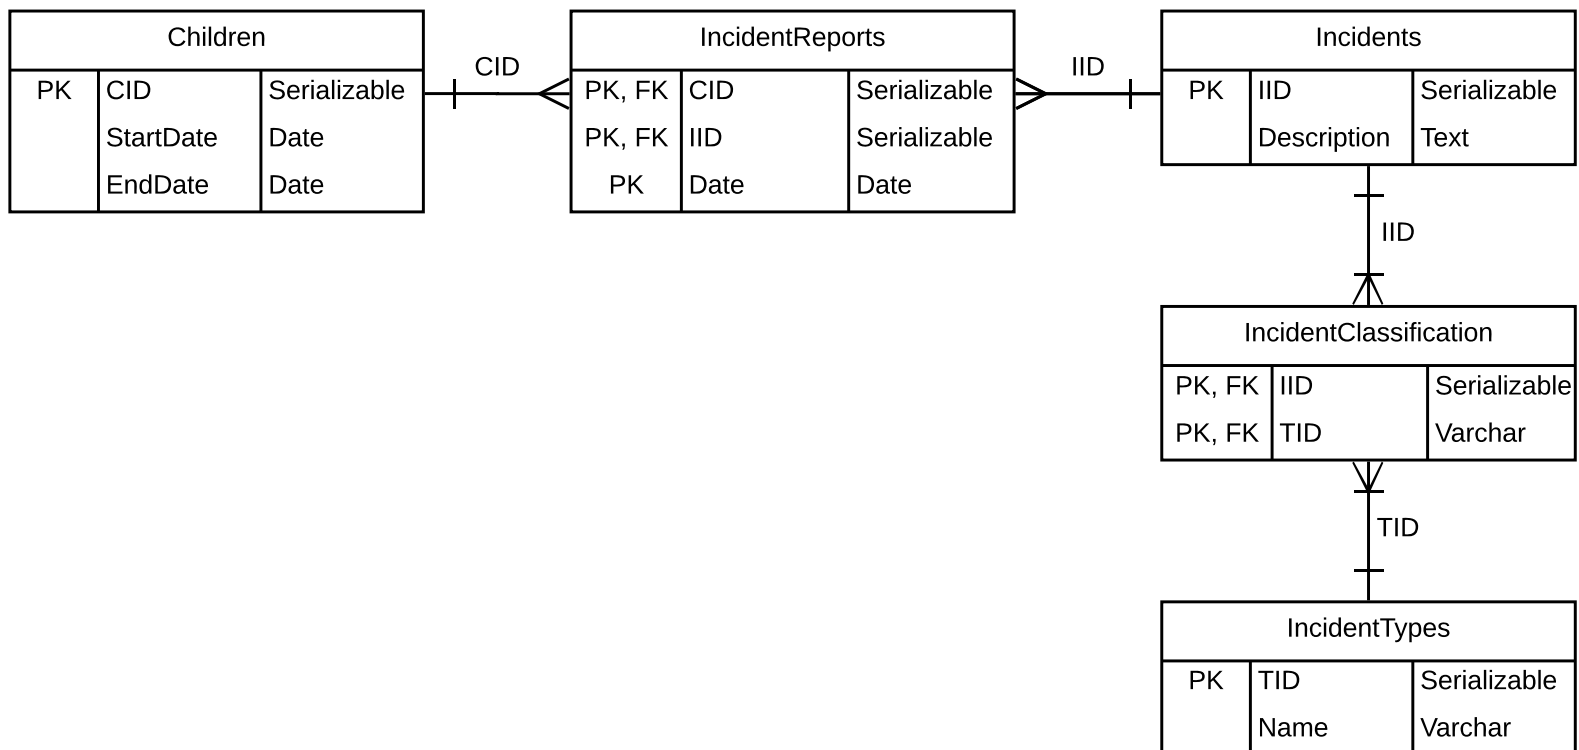 Children
PK CID Serializable
StartDate Date
EndDate Date
CID
IncidentReports
PK, FK CID Serializable
PK, FK IID Serializable
PK Date Date
IID
Incidents
PK IID Serializable
Description Text
IID
IncidentClassification
PK, FK IID Serializable
PK, FK TID Varchar
TID
IncidentTypes
PK TID Serializable
Name Varchar